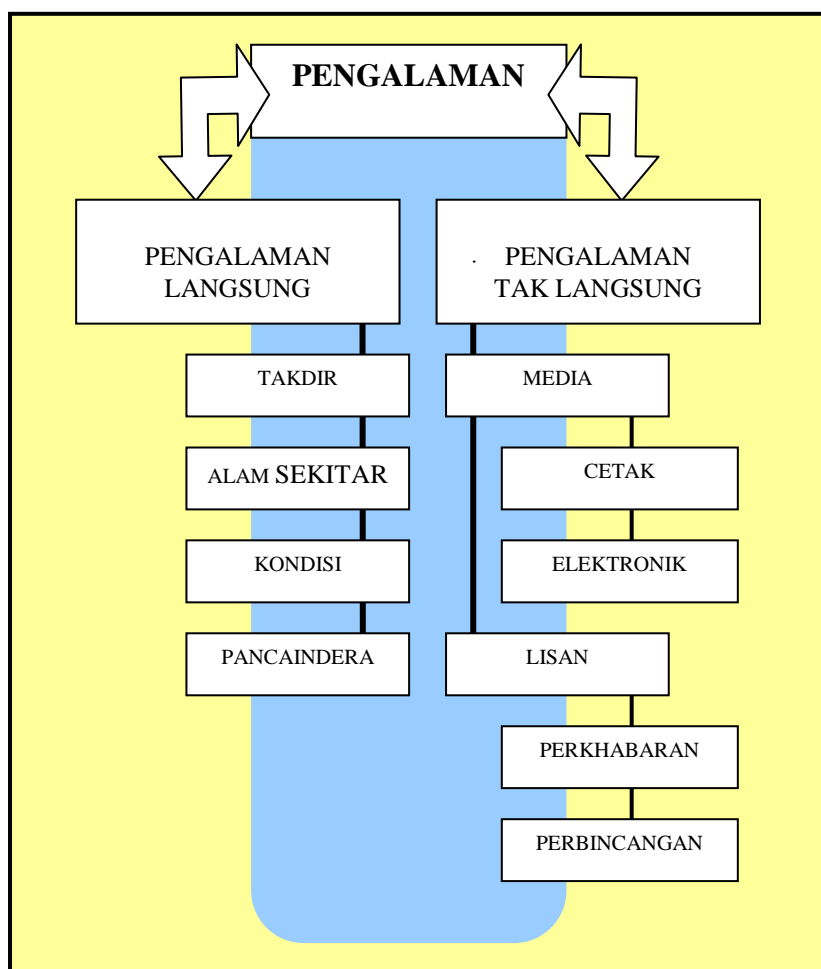 PENGALAMAN
PENGALAMAN
LANGSUNG
TAKDIR
ALAM SEKITAR
KONDISI
PANCAINDERA
. PENGALAMAN
TAK LANGSUNG
MEDIA
CETAK
ELEKTRONIK
LISAN
PERKHABARAN
PERBINCANGAN